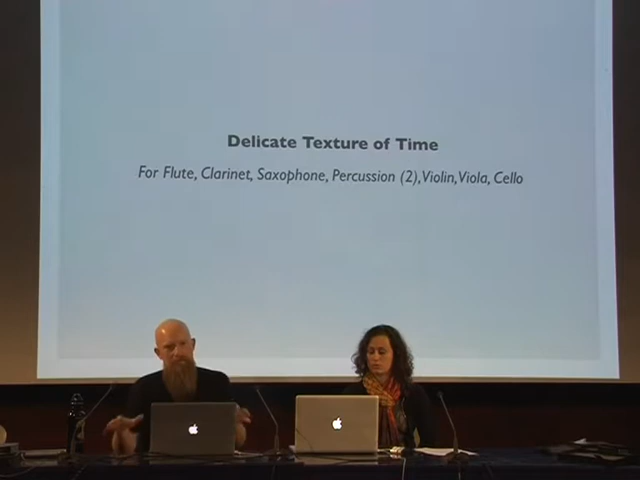 Delicate Texture of Time
For Flute, Clarinet, Saxophone, Percussion (2), Violin, Viola, Cello